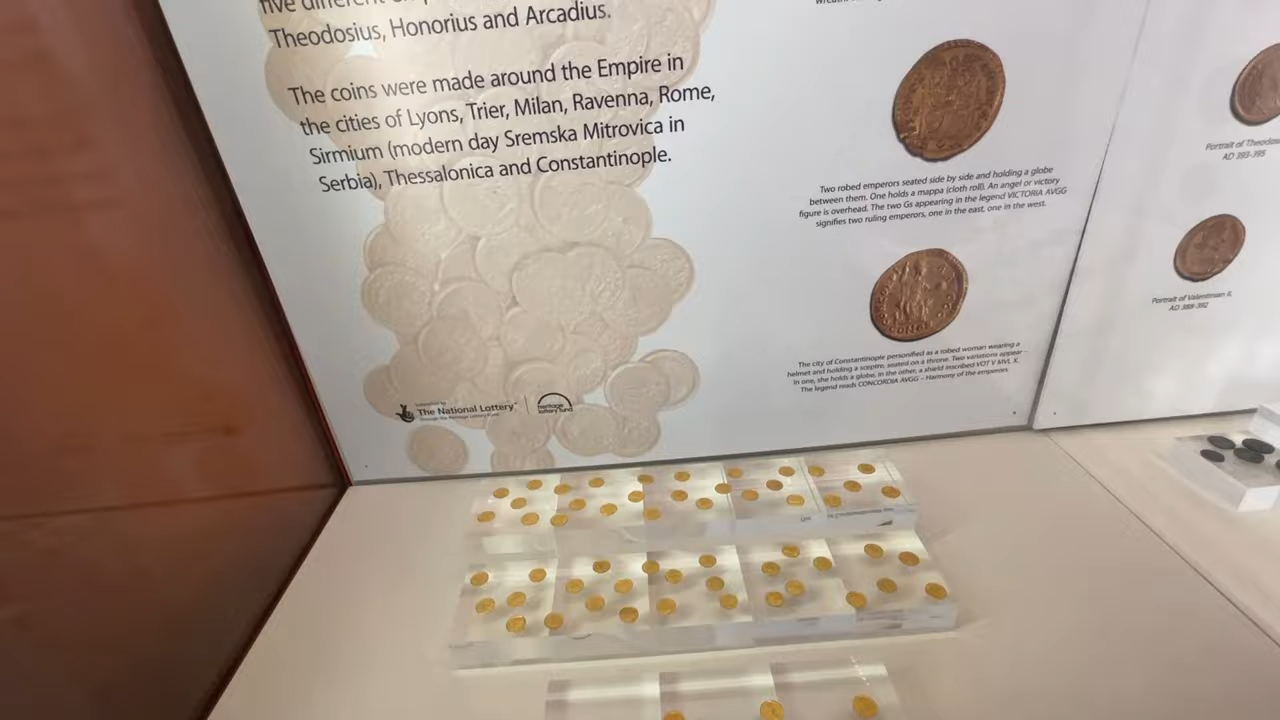 five different
Theodosius, Honorius and Arcadius.
The coins were made around the Empire in
the cities of Lyons, Trier, Milan, Ravenna, Rome,
Sirmium (modern day Sremska Mitrovica in
Serbia), Thessalonica and Constantinople.
The National Lottery
heritage
lottery fund
Two robed emperors seated side by side and holding a globe
between them. One holds a mappa (cloth roll). An angel or victory
figure is overhead. The two Gs appearing in the legend VICTORIA AVGG
signifies two ruling emperors, one in the east, one in the west.
The city of Constantinople personified as a robed woman wearing a
helmet and holding a sceptre, seated on a throne. Two variations appear
in one, she holds a globe, in the other, a shield inscribed VOT V MVL X.
The legend reads CONCORDIA AVGG – Harmony of the emperors
Portrait of
AD 393-395
Portrait of Valentinian II,
AD 388-392